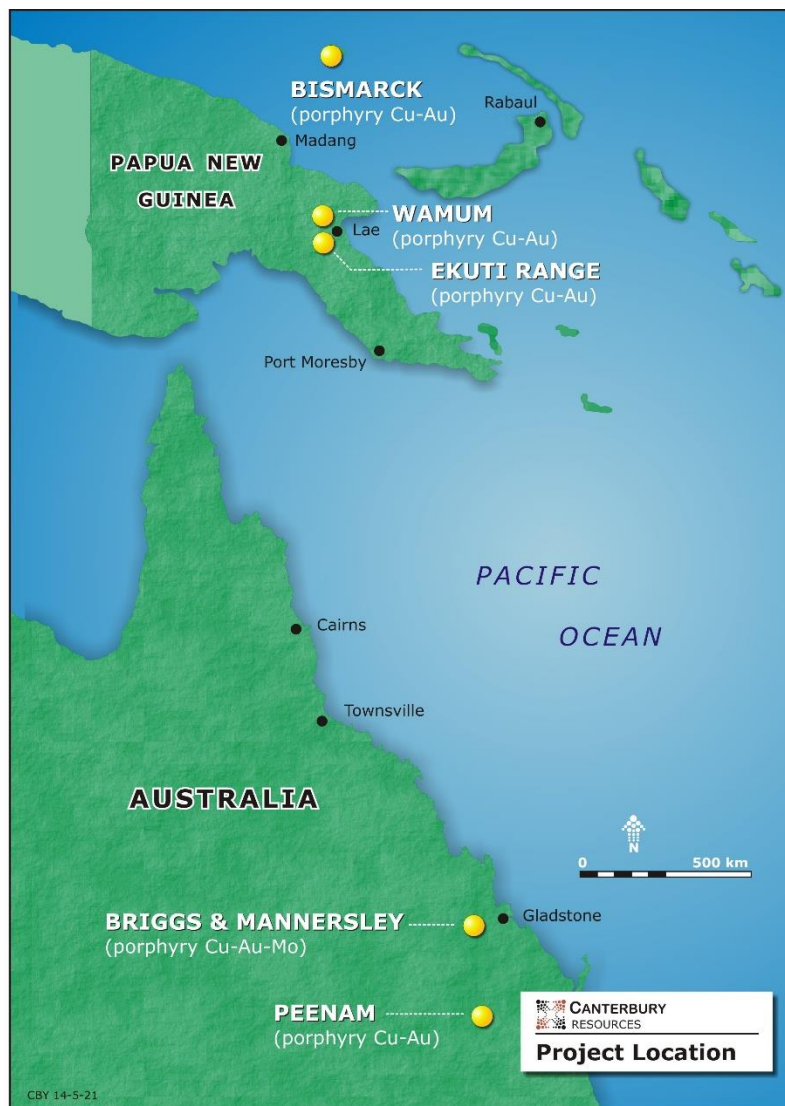 BISMARCK
(porphyry Cu-Au)
Rabaul
Madang
PAPUA NEW
GUINEA
WAMUM
(porphyry Cu-Au)
Lae
EKUTI RANGE
(porphyry Cu-Au)
Port Moresby
PACIFIC
OCEAN
Cairns
Townsville
AUSTRALIA
N
0 500 km
BRIGGS & MANNERSLEY
(porphyry Cu-Au-Mo)
Gladstone
PEENAM
(porphyry Cu-Au)
CANTERBURY
RESOURCES
Project Location
CBY 14-5-21